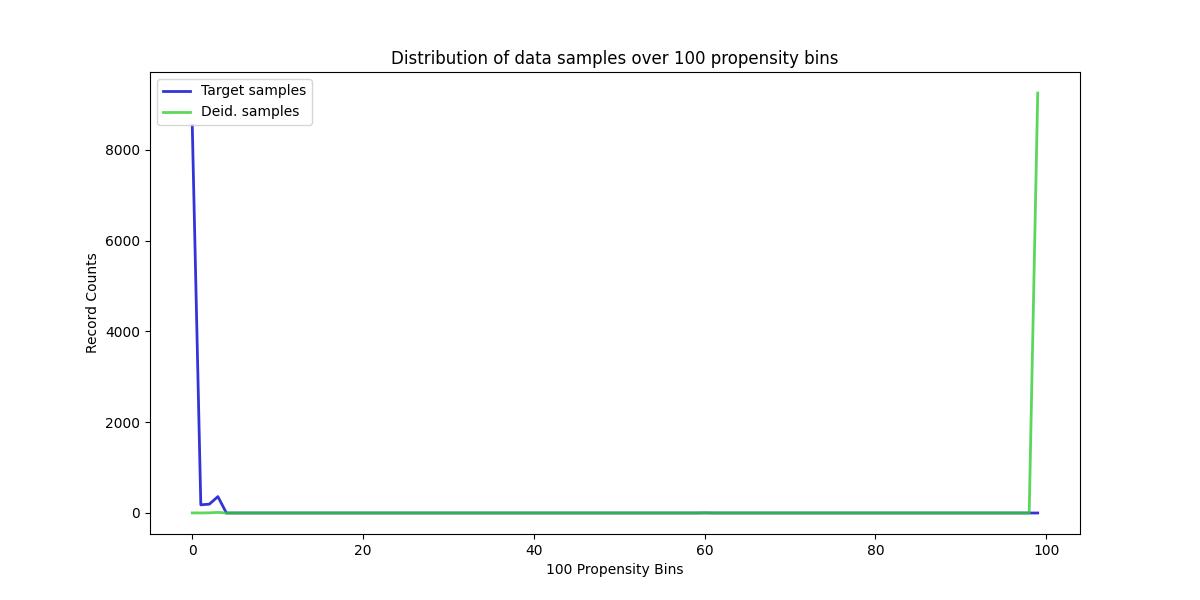 Distribution of data samples over 100 propensity bins
Target samples
Deid. samples
8000
6000
4000
2000
0
Record Counts
0 20 40 60 80 100
100 Propensity Bins